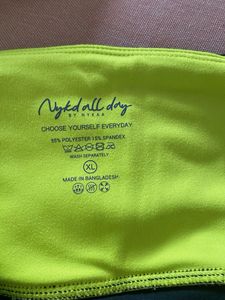 Nykd all day
BY NYKAA
CHOOSE YOURSELF EVERYDAY
85% POLYESTER 15% SPANDEX
WASH SEPARATELY
XL
MADE IN BANGLADESH